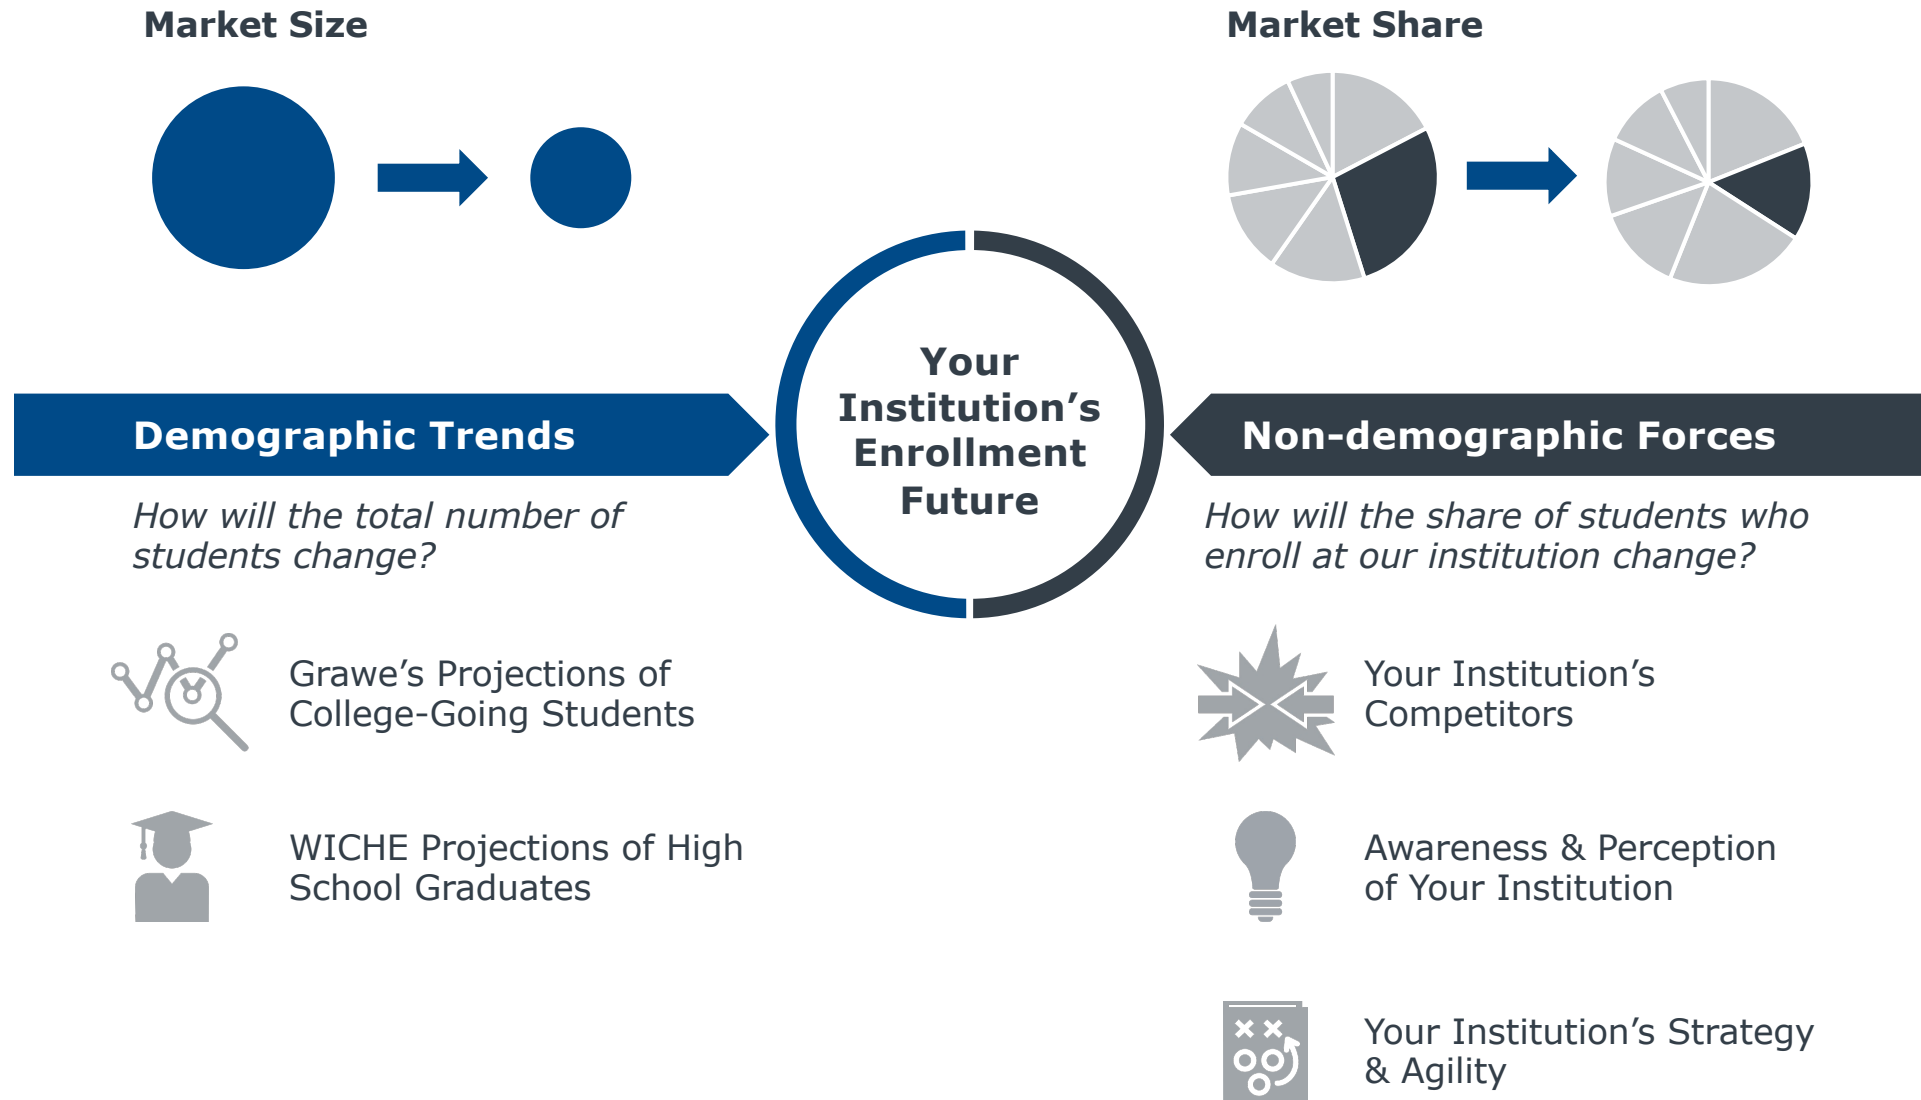 Market Size
Market Share
Your
Institution’s
Enrollment
Future
Demographic Trends
How will the total number of
students change?
Grawe’s Projections of
College-Going Students
WICHE Projections of High
School Graduates
Non-demographic Forces
How will the share of students who
enroll at our institution change?
Your Institution’s
Competitors
Awareness & Perception
of Your Institution
Your Institution’s Strategy
& Agility